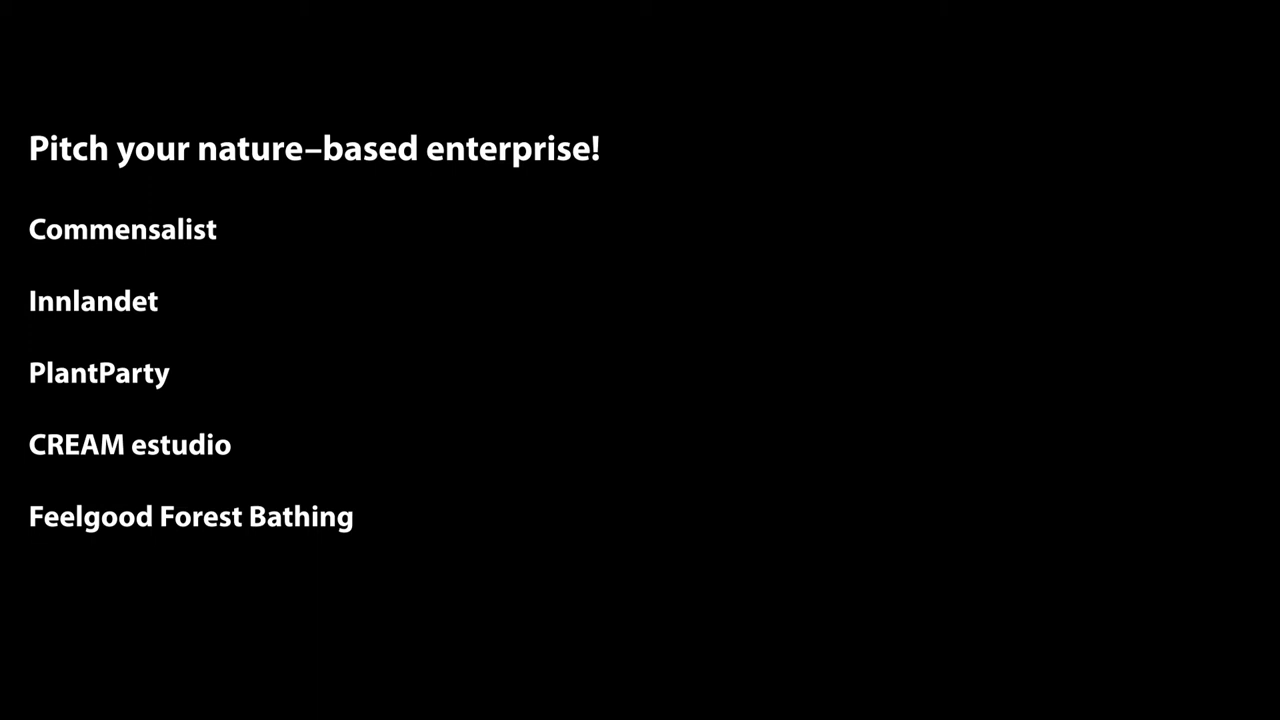 Pitch your nature–based enterprise!
Commensalist
Innlandet
PlantParty
CREAM estudio
Feelgood Forest Bathing